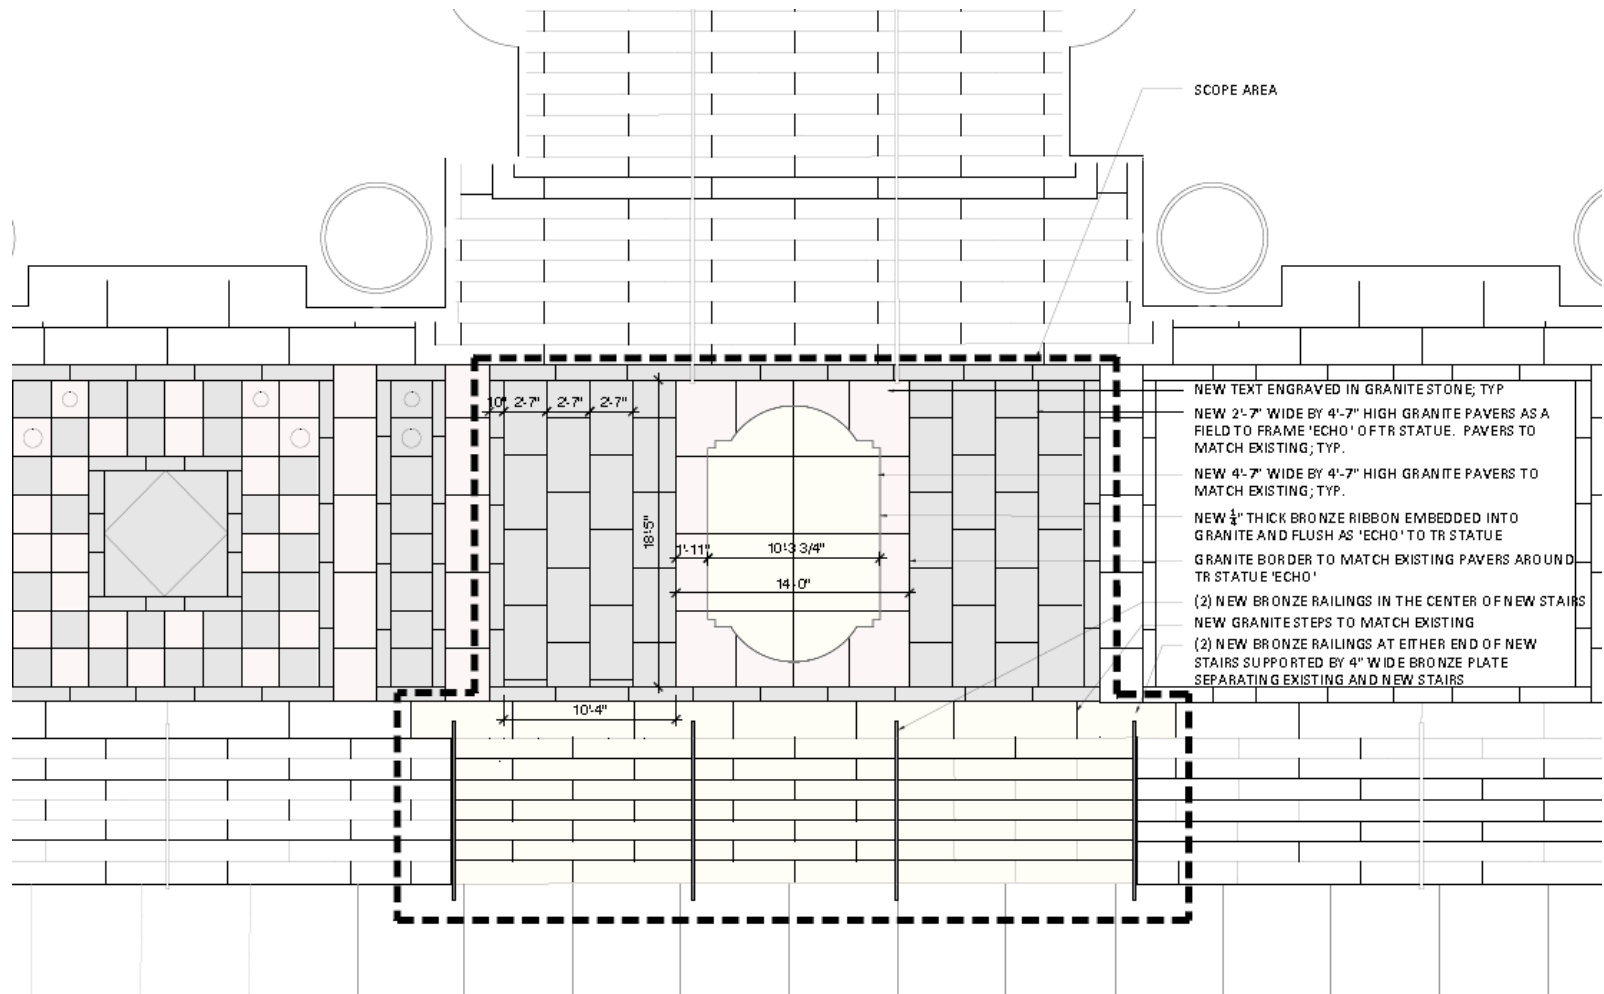 SCOPE AREA
NEW TEXT ENGRAVED IN GRANITE STONE; TYP
NEW 2'-7" WIDE BY 4'-7" HIGH GRANITE PAVERS AS A
FIELD TO FRAME 'ECHO' OF TR STATUE. PAVERS TO
MATCH EXISTING; TYP.
NEW 4'-7" WIDE BY 4'-7" HIGH GRANITE PAVERS TO
MATCH EXISTING; TYP.
NEW ¼" THICK BRONZE RIBBON EMBEDDED INTO
GRANITE AND FLUSH AS 'ECHO' TO TR STATUE
GRANITE BORDER TO MATCH EXISTING PAVERS AROUND
TR STATUE 'ECHO'
(2) NEW BRONZE RAILINGS IN THE CENTER OF NEW STAIRS
NEW GRANITE STEPS TO MATCH EXISTING
(2) NEW BRONZE RAILINGS AT EITHER END OF NEW
STAIRS SUPPORTED BY 4" WIDE BRONZE PLATE
SEPARATING EXISTING AND NEW STAIRS
10" 2'-7" 2'-7" 2'-7"
18'-5"
1'-11" 10'-3 3/4"
14'-0"
10'-4"